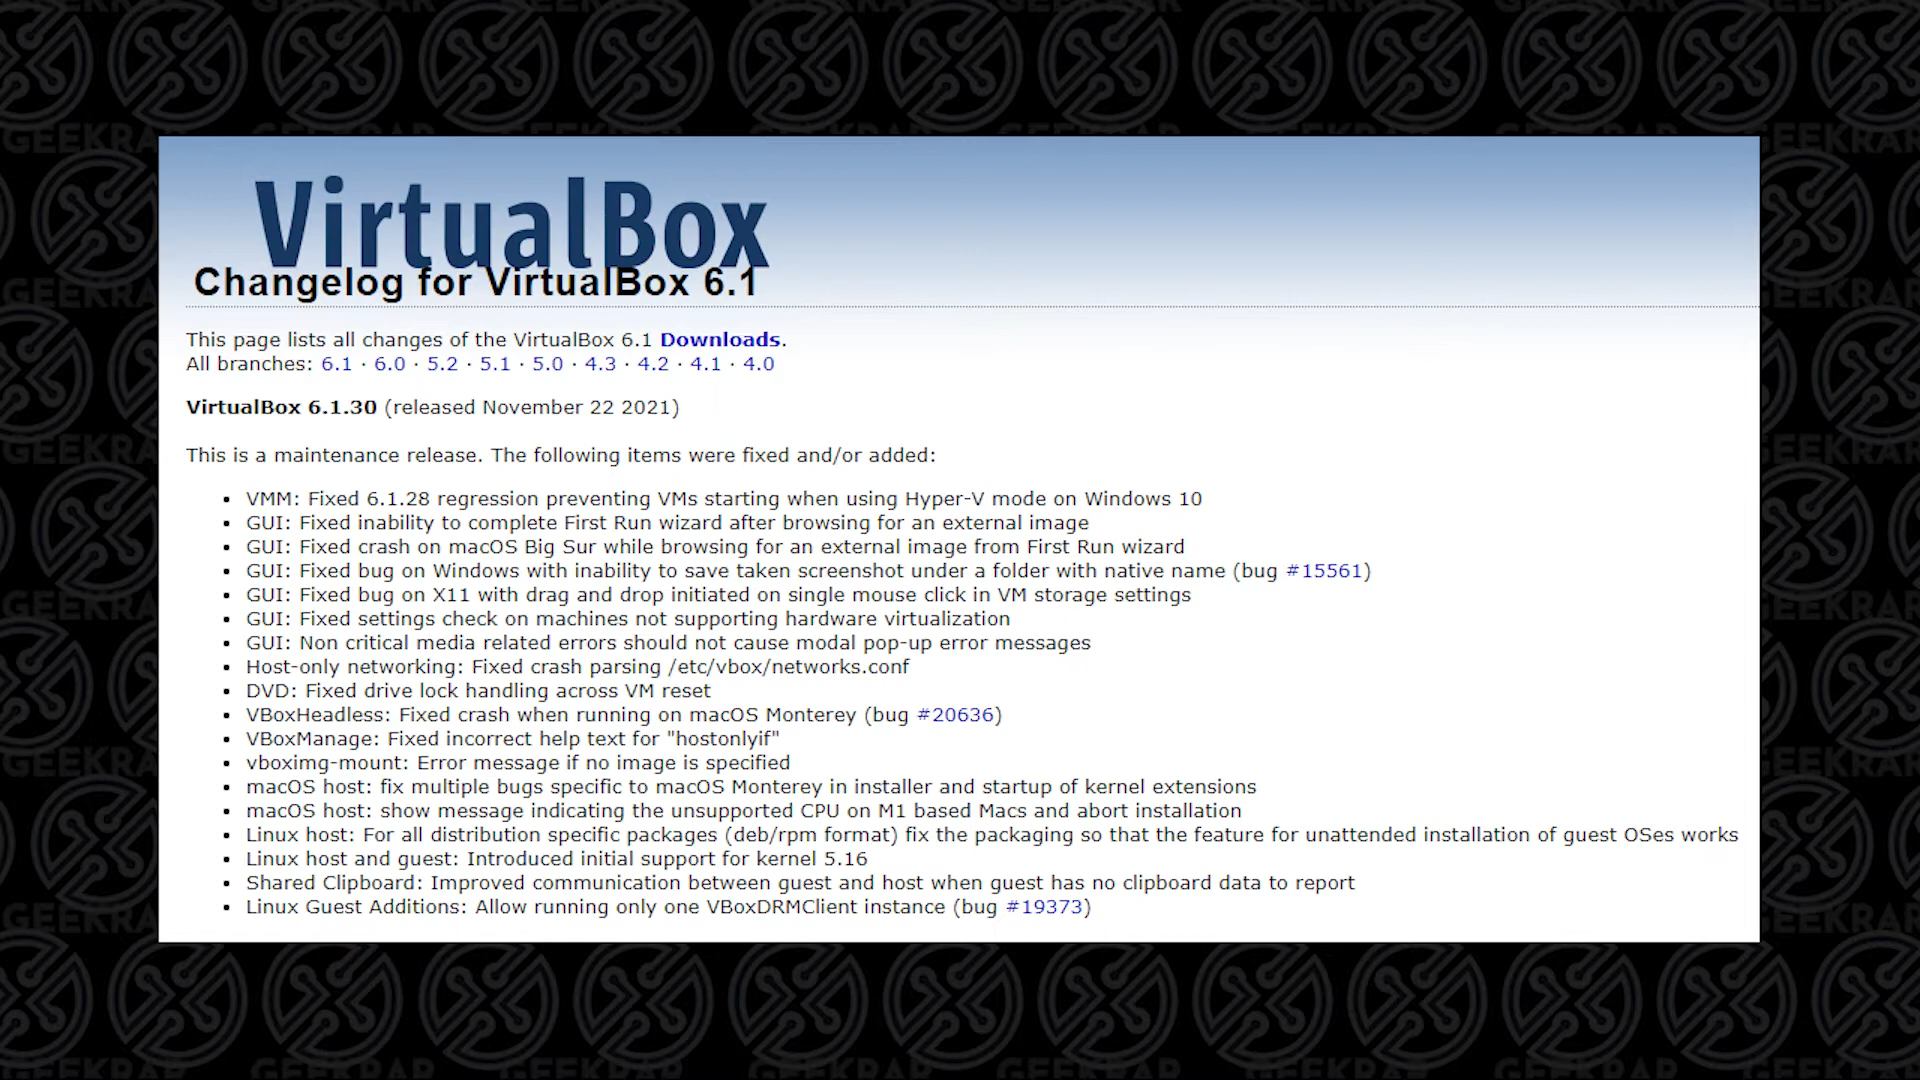 VirtualBox
Changelog for VirtualBox 6.1
This page lists all changes of the VirtualBox 6.1 Downloads.
All branches: 6.1 · 6.0 · 5.2 · 5.1 · 5.0 · 4.3 · 4.2 · 4.1 · 4.0
VirtualBox 6.1.30 (released November 22 2021)
This is a maintenance release. The following items were fixed and/or added:
• VMM: Fixed 6.1.28 regression preventing VMs starting when using Hyper-V mode on Windows 10
• GUI: Fixed inability to complete First Run wizard after browsing for an external image
• GUI: Fixed crash on macOS Big Sur while browsing for an external image from First Run wizard
• GUI: Fixed bug on Windows with inability to save taken screenshot under a folder with native name (bug #15561)
• GUI: Fixed bug on X11 with drag and drop initiated on single mouse click in VM storage settings
• GUI: Fixed settings check on machines not supporting hardware virtualization
• GUI: Non critical media related errors should not cause modal pop-up error messages
• Host-only networking: Fixed crash parsing /etc/vbox/networks.conf
• DVD: Fixed drive lock handling across VM reset
• VBoxHeadless: Fixed crash when running on macOS Monterey (bug #20636)
• VBoxManage: Fixed incorrect help text for "hostonlyif"
• vboximg-mount: Error message if no image is specified
• macOS host: fix multiple bugs specific to macOS Monterey in installer and startup of kernel extensions
• macOS host: show message indicating the unsupported CPU on M1 based Macs and abort installation
• Linux host: For all distribution specific packages (deb/rpm format) fix the packaging so that the feature for unattended installation of guest OSes works
• Linux host and guest: Introduced initial support for kernel 5.16
• Shared Clipboard: Improved communication between guest and host when guest has no clipboard data to report
• Linux Guest Additions: Allow running only one VBoxDRMClient instance (bug #19373)
GEEKRAR